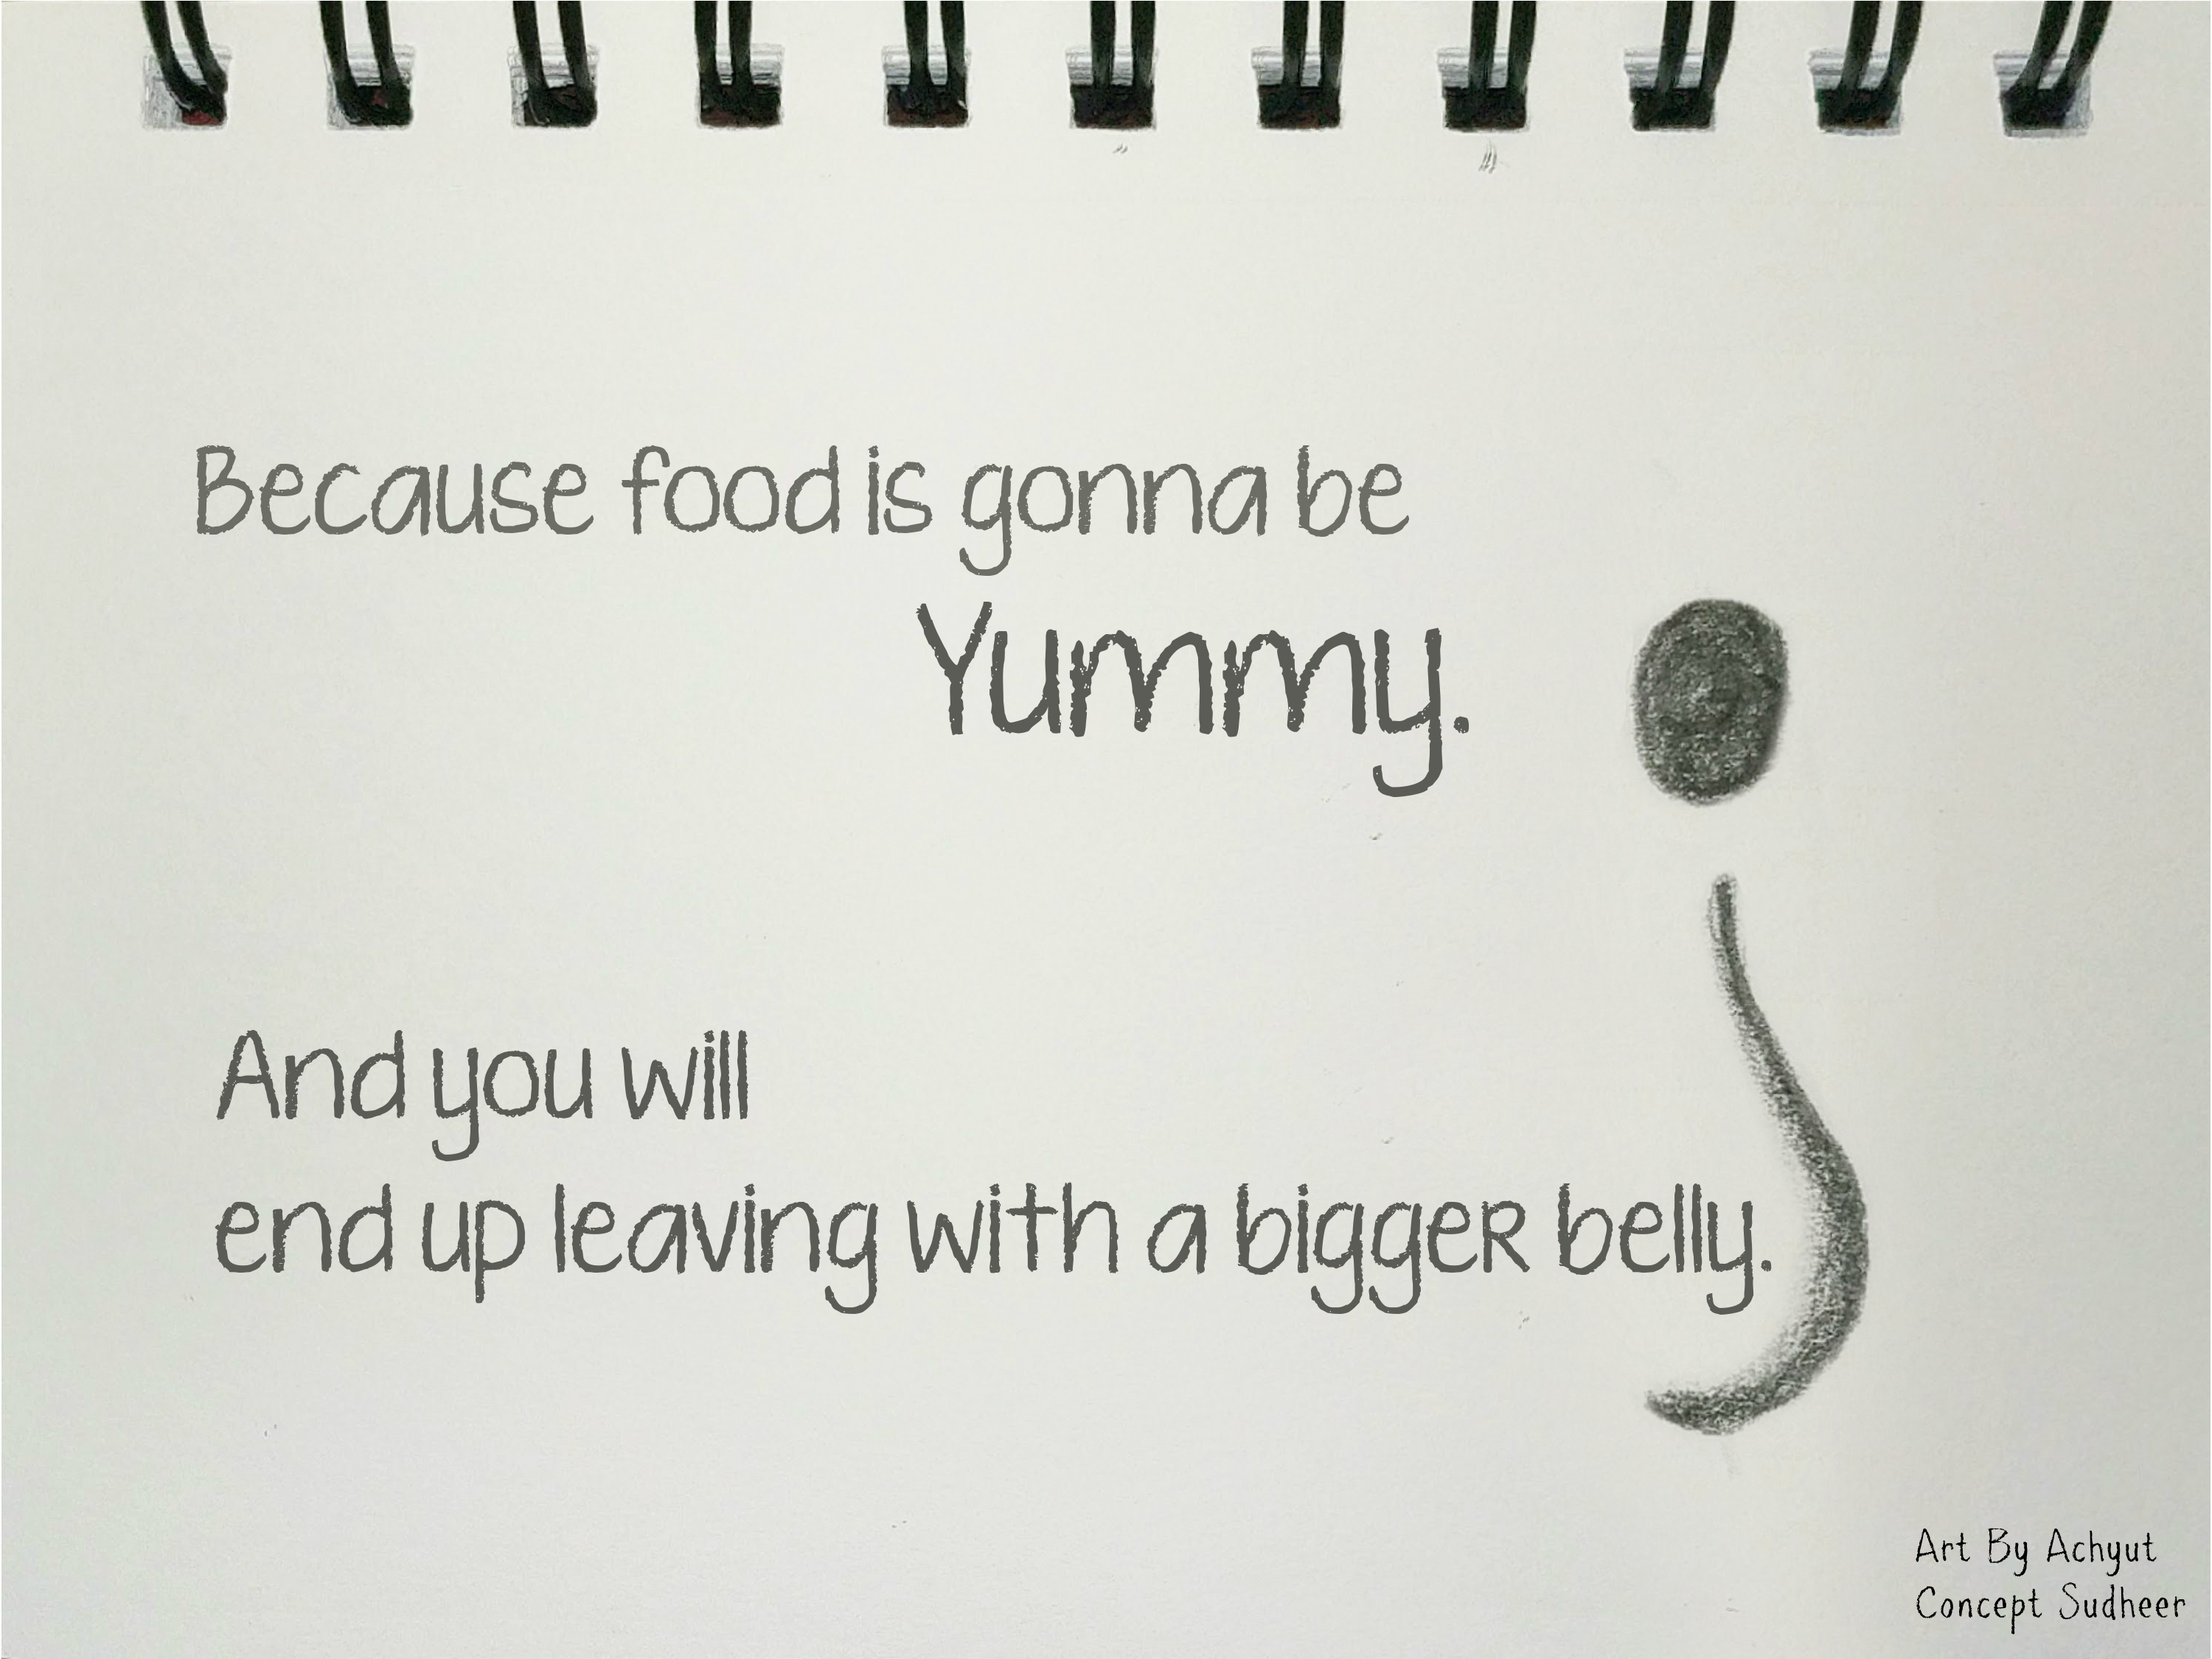 Because food is gonna be
Yummy.
And you will
end up leaving with a bigger belly.
Art By Achyut
Concept Sudheer